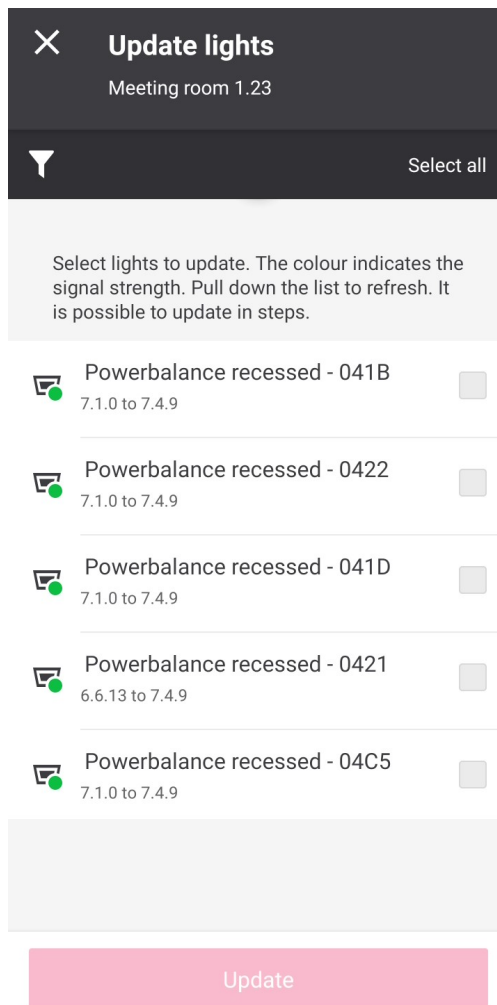 Update lights
Meeting room 1.23
Select all
Select lights to update. The colour indicates the
signal strength. Pull down the list to refresh. It
is possible to update in steps.
Powerbalance recessed - 041B
7.1.0 to 7.4.9
Powerbalance recessed - 0422
7.1.0 to 7.4.9
Powerbalance recessed - 041D
7.1.0 to 7.4.9
Powerbalance recessed - 0421
6.6.13 to 7.4.9
Powerbalance recessed - 04C5
7.1.0 to 7.4.9
Update